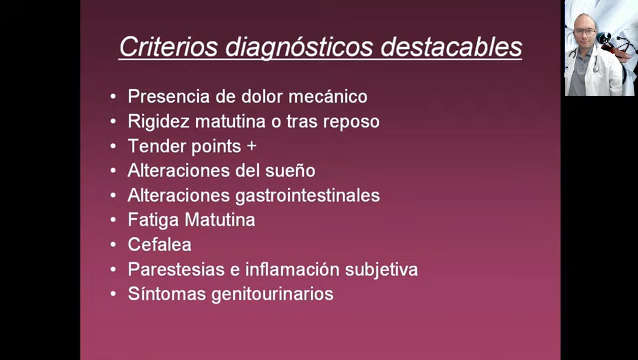 Criterios diagnósticos destacables
• Presencia de dolor mecánico
• Rigidez matutina o tras reposo
• Tender points +
• Alteraciones del sueño
• Alteraciones gastrointestinales
• Fatiga Matutina
• Cefalea
• Parestesias e inflamación subjetiva
• Síntomas genitourinarios